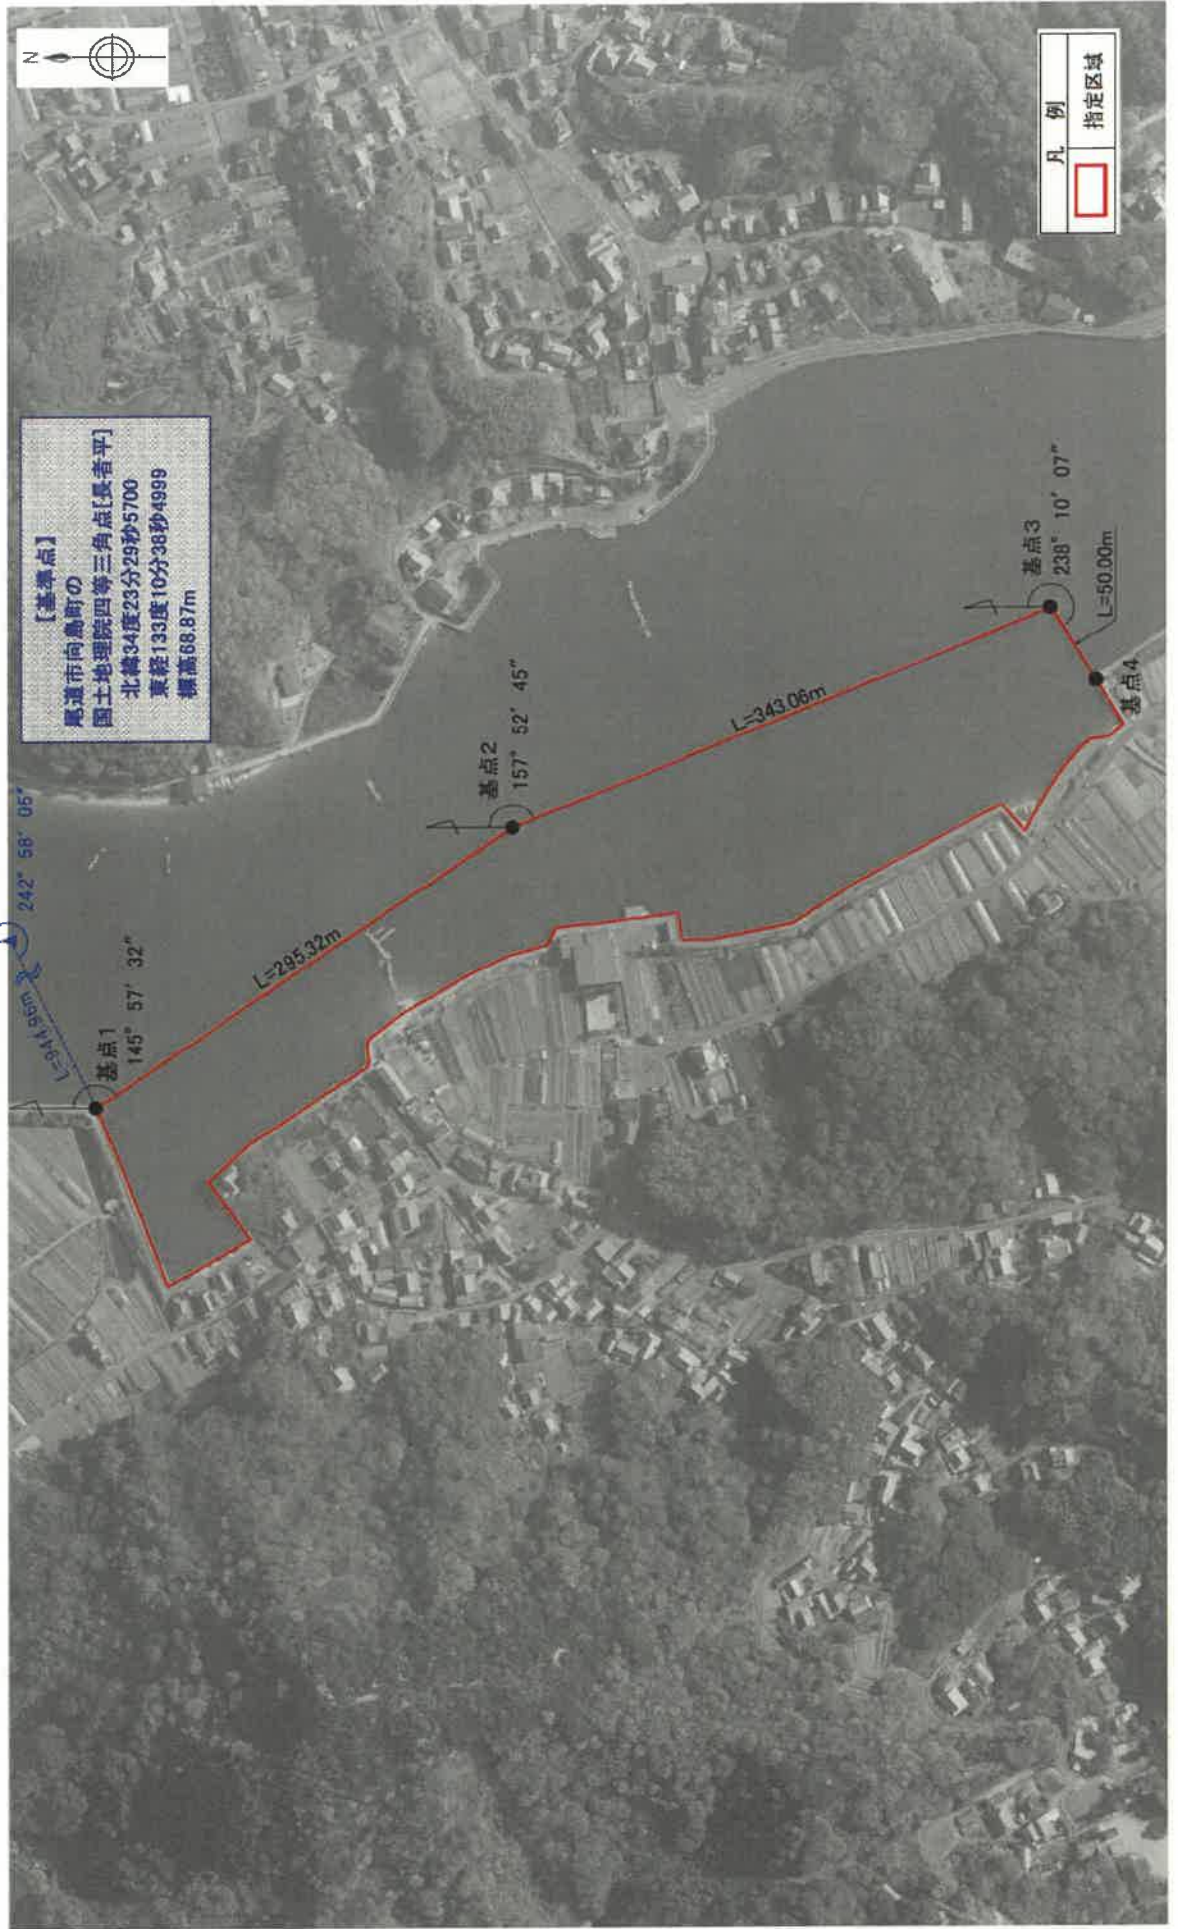 N
【基準点】
尾道市向島町の
国土地理院四等三角点[長者平]
北緯34度23分29秒5700
東経133度10分38秒4999
標高68.87m
242° 58′ 05″
L=944.96m
基点1
145° 57′ 32″
L=295.32m
基点2
157° 52′ 45″
L=343.06m
基点3
238° 10′ 07″
L=50.00m
基点4
凡 例
指定区域